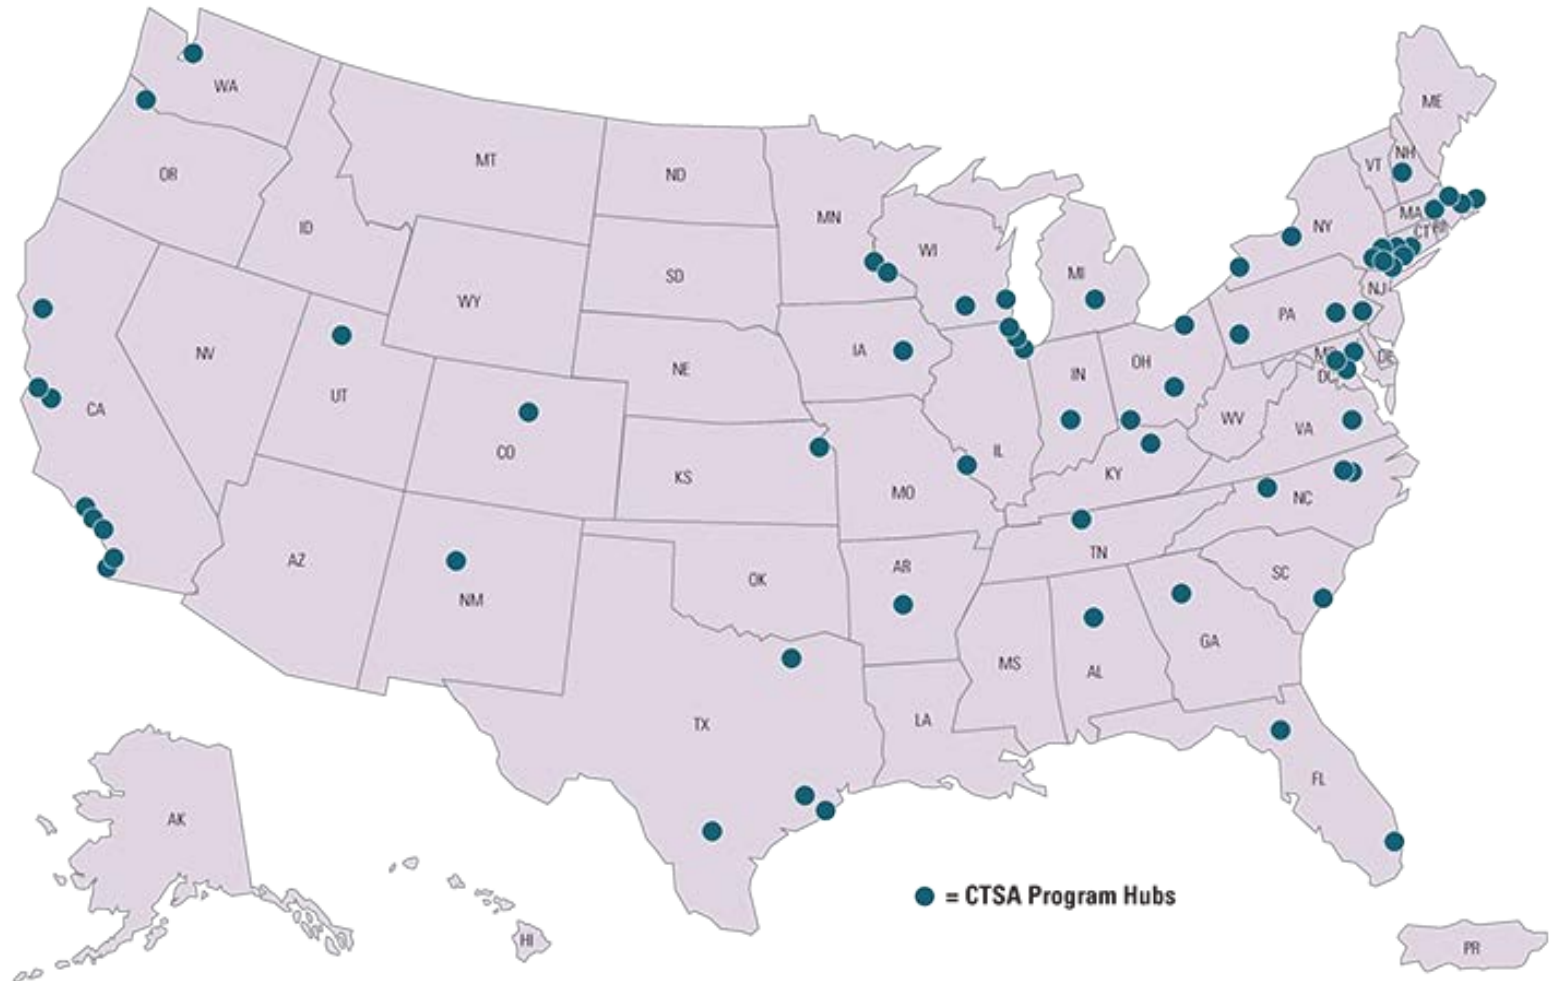 WA
ME
MT
ND
VT
NH
OR
MN
MA
ID
NY
CT
WI
MI
SD
WY
NJ
PA
NV
IA
OH
DE
NE
IN
UT
DC
CA
WV
VA
CO
IL
KS
KY
MO
NC
TN
AZ
AR
OK
SC
NM
GA
MS
AL
LA
TX
FL
AK
= CTSA Program Hubs
HI
PR